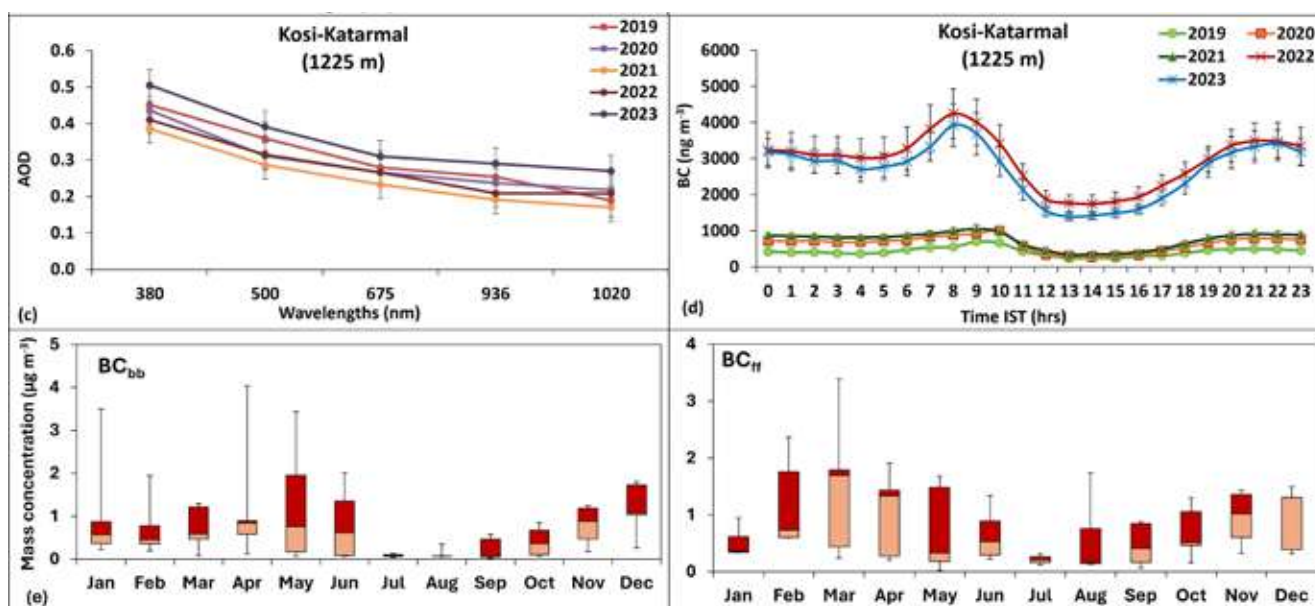 Kosi-Katarmal
(1225 m)
2019
2020
2021
2022
2023
0.6
0.5
0.4
0.3
0.2
0.1
0.0
AOD
380 500 675 936 1020
Wavelengths (nm)
(c)
Kosi-Katarmal
(1225 m)
2019 2020
2021 2022
2023
6000
5000
4000
3000
2000
1000
0
BC (ng m⁻³)
0 1 2 3 4 5 6 7 8 9 10 11 12 13 14 15 16 17 18 19 20 21 22 23
Time IST (hrs)
(d)
BCbb
5
4
3
2
1
0
Mass concentration (µg m⁻³)
Jan Feb Mar Apr May Jun Jul Aug Sep Oct Nov Dec
(e)
BCff
4
3
2
1
0
Jan Feb Mar Apr May Jun Jul Aug Sep Oct Nov Dec